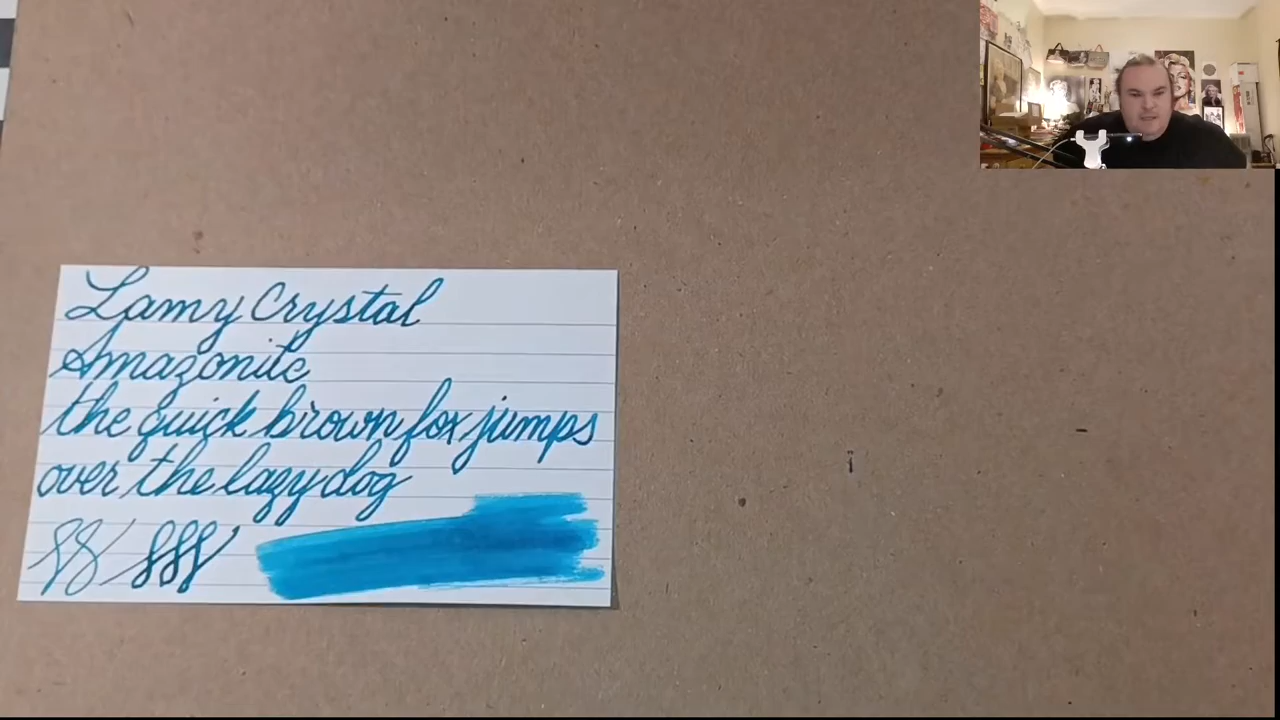 Lamy Crystal
Amazonite
the quick brown fox jumps
over the lazy dog